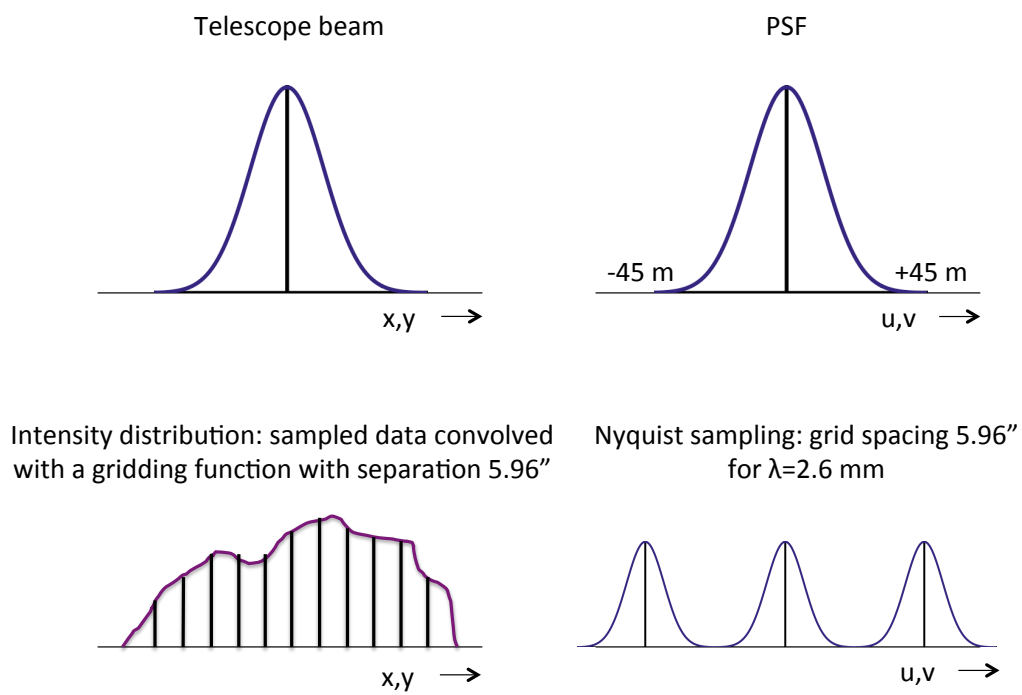 Telescope beam
PSF
-45 m
+45 m
x,y
u,v
Intensity distribution: sampled data convolved
with a gridding function with separation 5.96”
Nyquist sampling: grid spacing 5.96”
for λ=2.6 mm
x,y
u,v